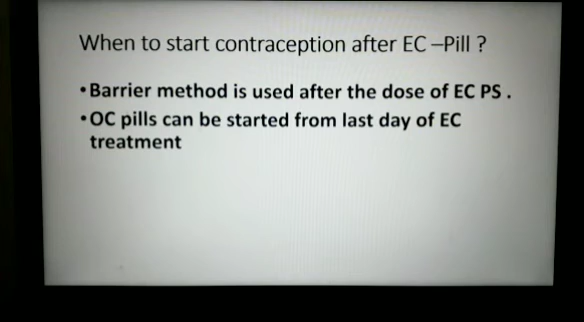 When to start contraception after EC –Pill ?
•Barrier method is used after the dose of EC PS .
•OC pills can be started from last day of EC
treatment